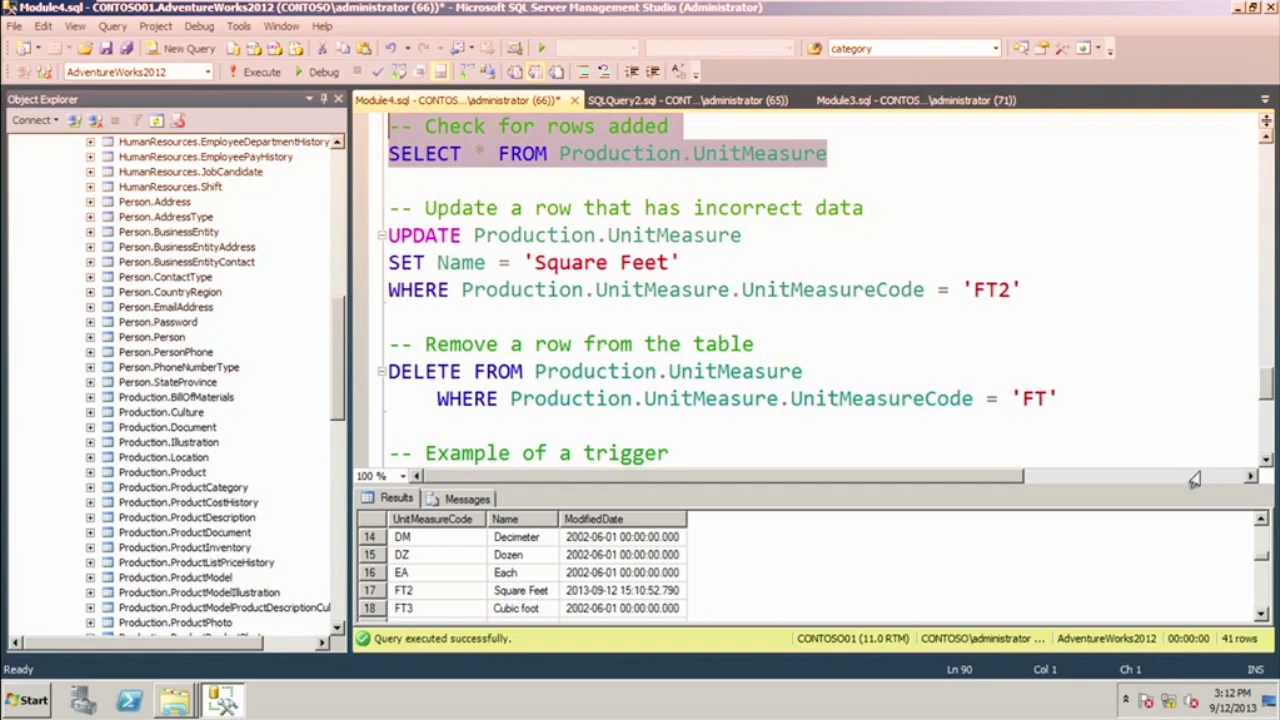 Module4.sql - CONTOSO01.AdventureWorks2012 (CONTOSO\administrator (66))* - Microsoft SQL Server Management Studio (Administrator)
File Edit View Query Project Debug Tools Window Help
New Query category
AdventureWorks2012 Execute Debug
Object Explorer
Connect
HumanResources.EmployeeDepartmentHistory
HumanResources.EmployeePayHistory
HumanResources.JobCandidate
HumanResources.Shift
Person.Address
Person.AddressType
Person.BusinessEntity
Person.BusinessEntityAddress
Person.BusinessEntityContact
Person.ContactType
Person.CountryRegion
Person.EmailAddress
Person.Password
Person.Person
Person.PersonPhone
Person.PhoneNumberType
Person.StateProvince
Production.BillOfMaterials
Production.Culture
Production.Document
Production.Illustration
Production.Location
Production.Product
Production.ProductCategory
Production.ProductCostHistory
Production.ProductDescription
Production.ProductDocument
Production.ProductInventory
Production.ProductListPriceHistory
Production.ProductModel
Production.ProductModelIllustration
Production.ProductModelProductDescriptionCul
Production.ProductPhoto
Module4.sql - CONTOS...\administrator (66))* SQLQuery2.sql - CONT...\administrator (65)) Module3.sql - CONTOS...\administrator (71))
-- Check for rows added
SELECT * FROM Production.UnitMeasure
-- Update a row that has incorrect data
UPDATE Production.UnitMeasure
SET Name = 'Square Feet'
WHERE Production.UnitMeasure.UnitMeasureCode = 'FT2'
-- Remove a row from the table
DELETE FROM Production.UnitMeasure
WHERE Production.UnitMeasure.UnitMeasureCode = 'FT'
-- Example of a trigger
100 %
Results Messages
UnitMeasureCode Name ModifiedDate
14 DM Decimeter 2002-06-01 00:00:00.000
15 DZ Dozen 2002-06-01 00:00:00.000
16 EA Each 2002-06-01 00:00:00.000
17 FT2 Square Feet 2013-09-12 15:10:52.790
18 FT3 Cubic foot 2002-06-01 00:00:00.000
Query executed successfully. CONTOSO01 (11.0 RTM) CONTOSO\administrator ... AdventureWorks2012 00:00:00 41 rows
Ready Ln 90 Col 1 Ch 1 INS
Start 3:12 PM
9/12/2013